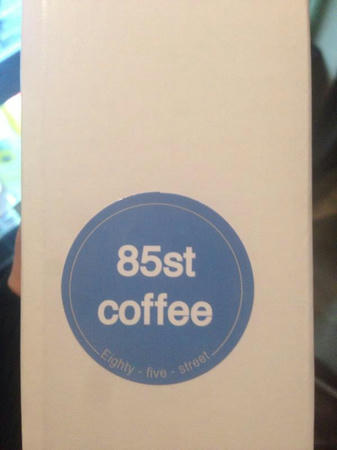 85st
coffee
Eighty - five - street